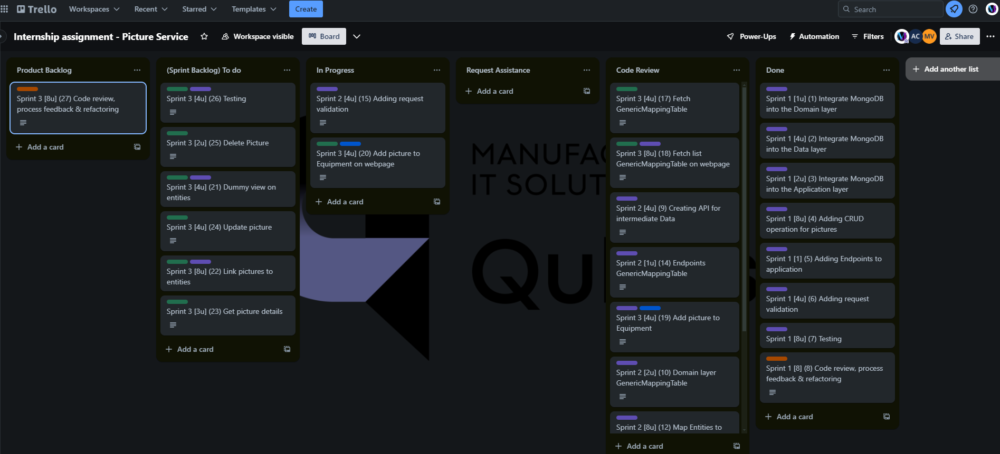 Trello
Workspaces
Recent
Starred
Templates
Create
Search
Internship assignment - Picture Service
Workspace visible
Board
Power-Ups
Automation
Filters
AC
MV
Share
Product Backlog
Sprint 3 [8u] (27) Code review,
process feedback & refactoring
Add a card
(Sprint Backlog) To do
Sprint 3 [4u] (26) Testing
Sprint 3 [2u] (25) Delete Picture
Sprint 3 [4u] (21) Dummy view on
entities
Sprint 3 [4u] (24) Update picture
Sprint 3 [8u] (22) Link pictures to
entities
Sprint 3 [3u] (23) Get picture details
Add a card
In Progress
Sprint 2 [4u] (15) Adding request
validation
Sprint 3 [4u] (20) Add picture to
Equipment on webpage
Add a card
Request Assistance
Add a card
MANUFAC
IT SOLUT
Qu
Code Review
Sprint 3 [4u] (17) Fetch
GenericMappingTable
Sprint 3 [8u] (18) Fetch list
GenericMappingTable on webpage
Sprint 2 [4u] (9) Creating API for
intermediate Data
Sprint 2 [1u] (14) Endpoints
GenericMappingTable
Sprint 3 [4u] (19) Add picture to
Equipment
Sprint 2 [2u] (10) Domain layer
GenericMappingTable
Sprint 2 [8u] (12) Map Entities to
Add a card
Done
Sprint 1 [1u] (1) Integrate MongoDB
into the Domain layer
Sprint 1 [4u] (2) Integrate MongoDB
into the Data layer
Sprint 1 [2u] (3) Integrate MongoDB
into the Application layer
Sprint 1 [8u] (4) Adding CRUD
operation for pictures
Sprint 1 [1] (5) Adding Endpoints to
application
Sprint 1 [4u] (6) Adding request
validation
Sprint 1 [8u] (7) Testing
Sprint 1 [8] (8) Code review, process
feedback & refactoring
Add a card
Add another list